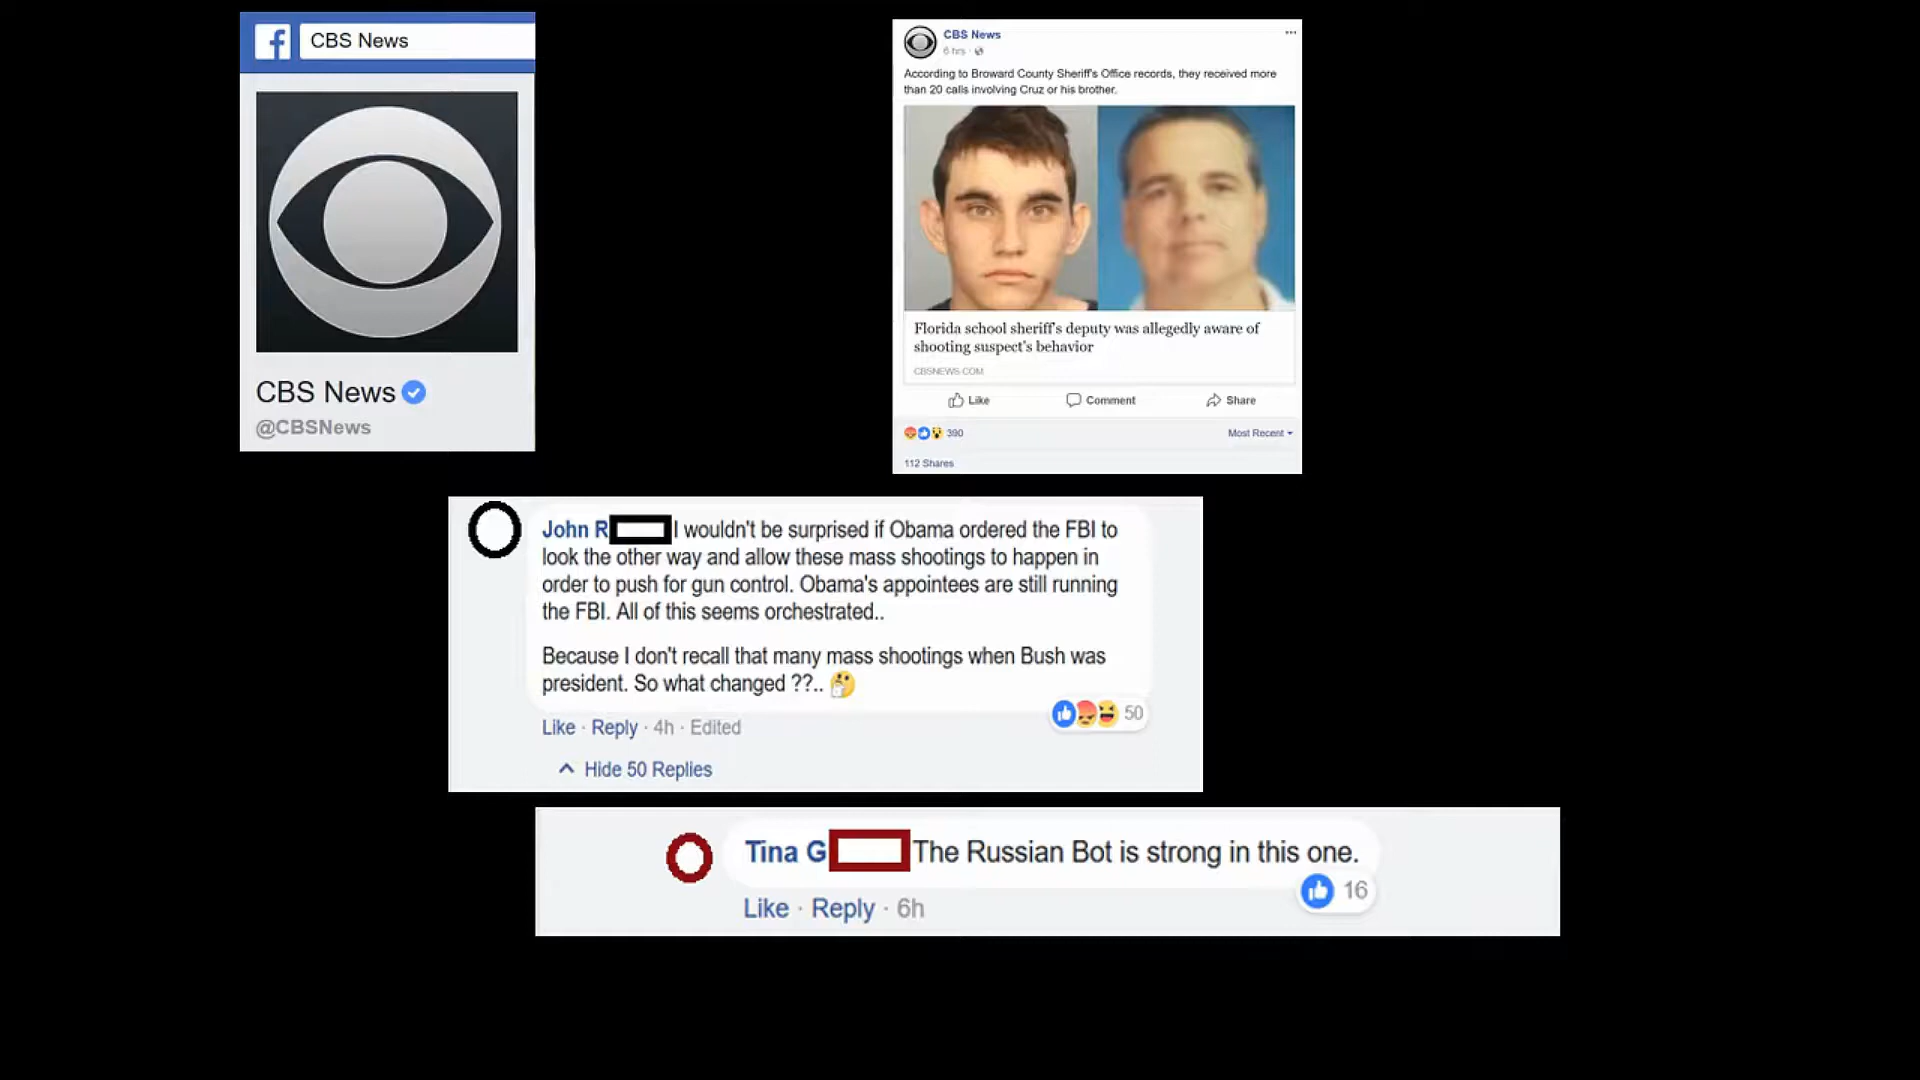 CBS News
CBS News
@CBSNews
CBS News
6 hrs ·
According to Broward County Sheriff's Office records, they received more
than 20 calls involving Cruz or his brother.
Florida school sheriff's deputy was allegedly aware of
shooting suspect's behavior
CBSNEWS.COM
Like Comment Share
390 Most Recent
112 Shares
John R I wouldn't be surprised if Obama ordered the FBI to
look the other way and allow these mass shootings to happen in
order to push for gun control. Obama's appointees are still running
the FBI. All of this seems orchestrated..
Because I don't recall that many mass shootings when Bush was
president. So what changed ??.. 🤔
50
Like · Reply · 4h · Edited
Hide 50 Replies
Tina G The Russian Bot is strong in this one.
16
Like · Reply · 6h